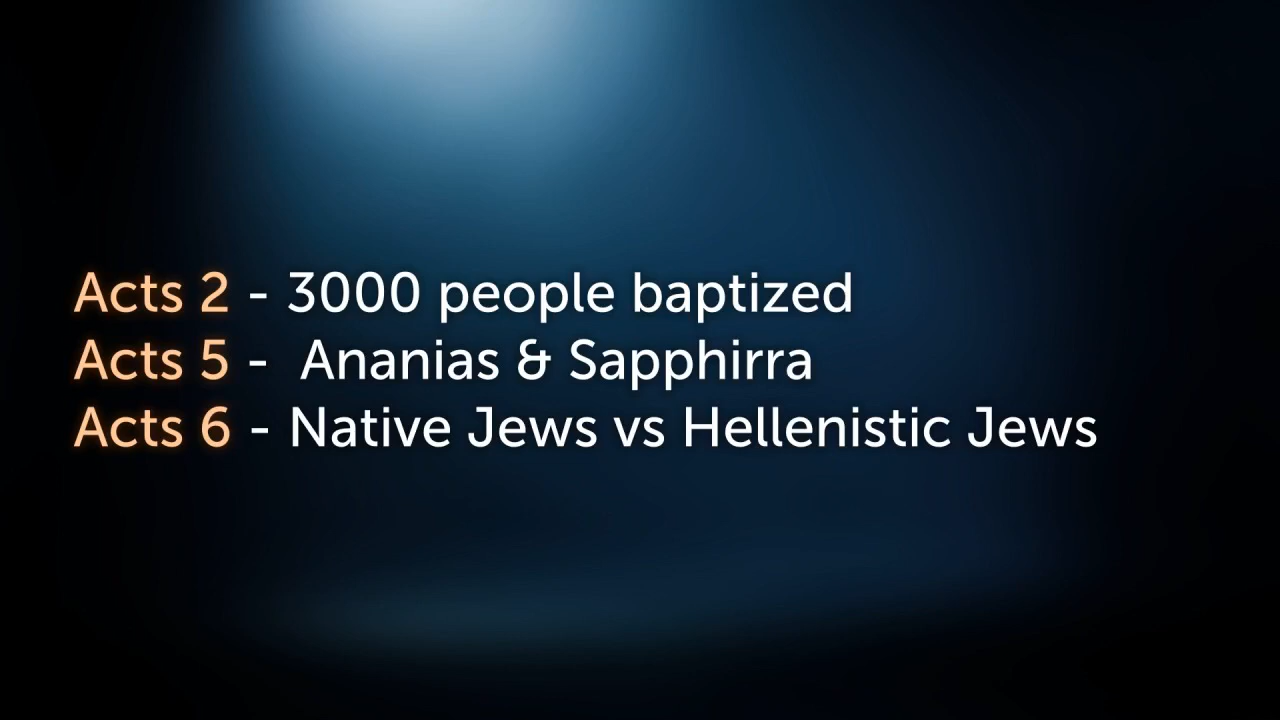 Acts 2 - 3000 people baptized
Acts 5 -  Ananias & Sapphirra
Acts 6 - Native Jews vs Hellenistic Jews